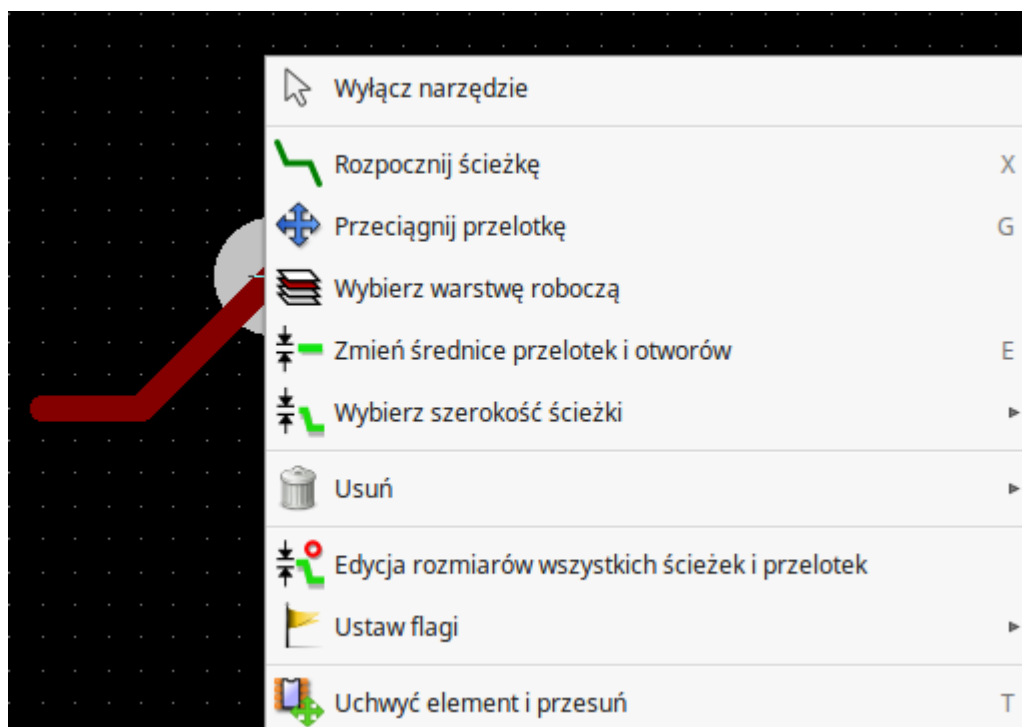 Wyłącz narzędzie
Rozpocznij ścieżkę X
Przeciągnij przelotkę G
Wybierz warstwę roboczą
Zmień średnice przelotek i otworów E
Wybierz szerokość ścieżki
Usuń
Edycja rozmiarów wszystkich ścieżek i przelotek
Ustaw flagi
Uchwyć element i przesuń T